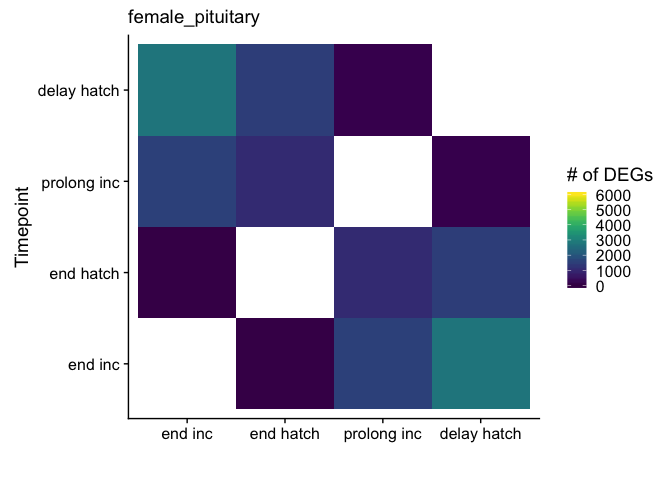 female_pituitary
delay hatch
prolong inc
end hatch
end inc
Timepoint
end inc end hatch prolong inc delay hatch
# of DEGs
6000
5000
4000
3000
2000
1000
0